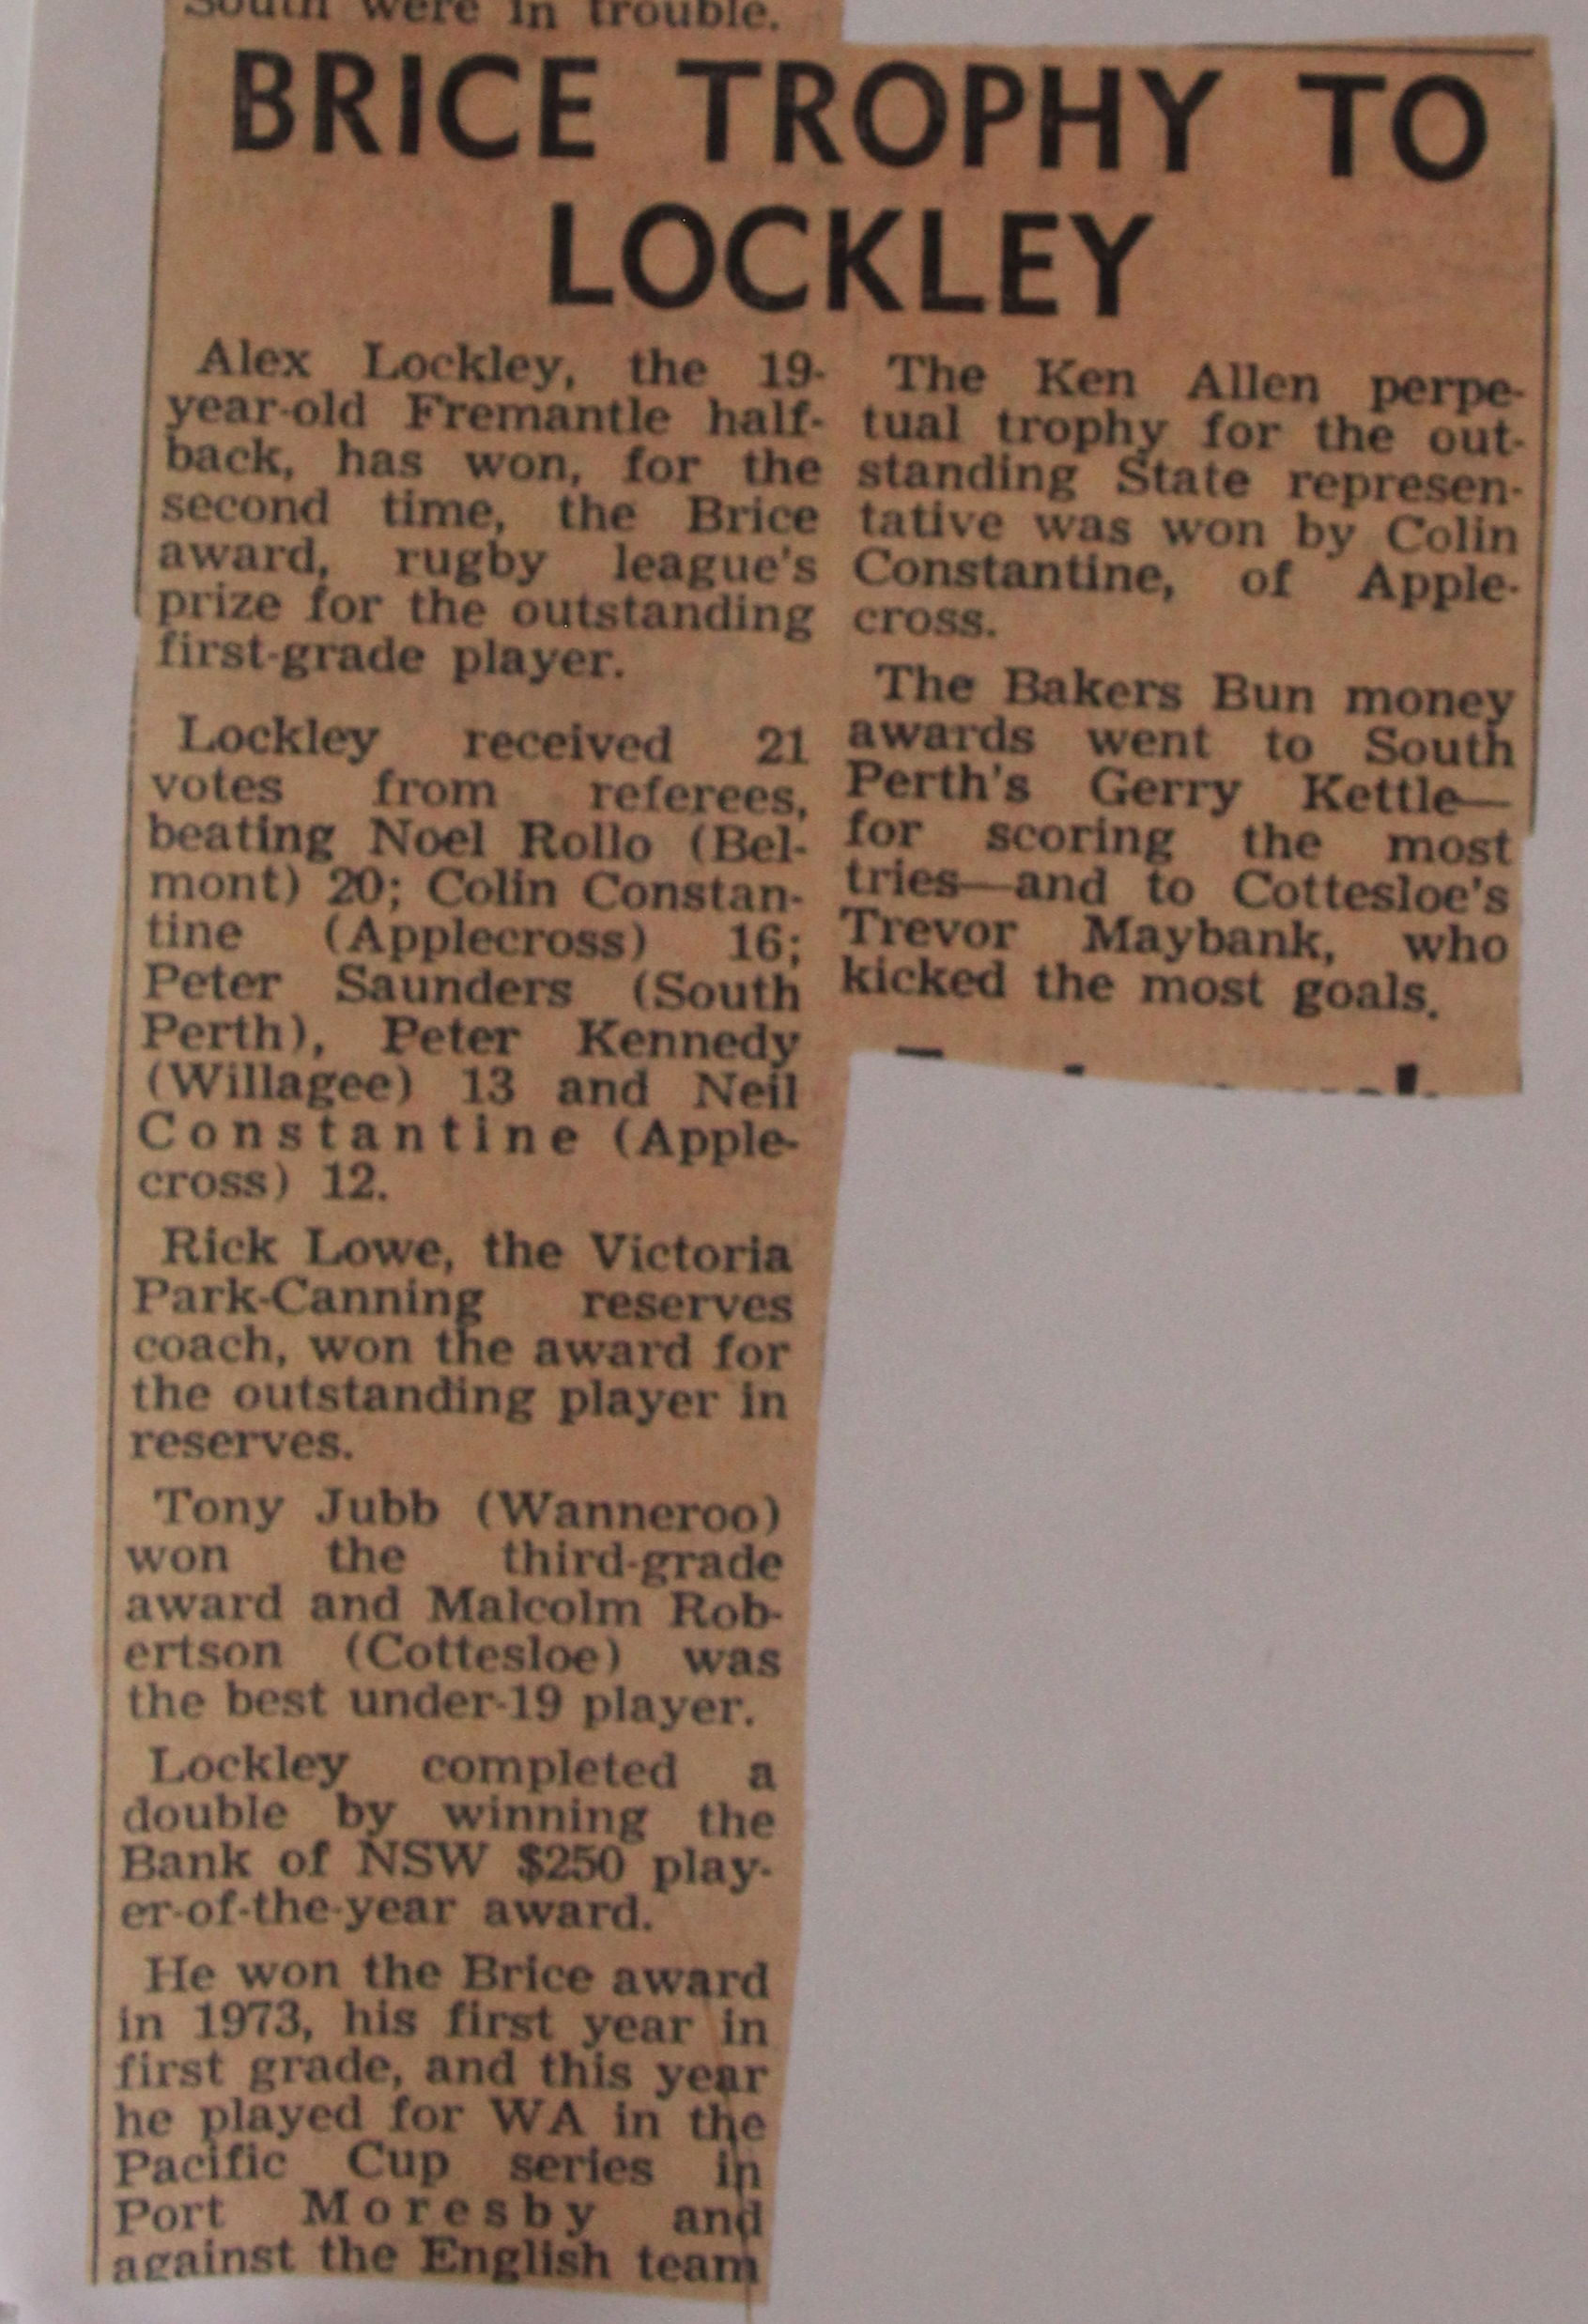 South were in trouble.
BRICE TROPHY TO
LOCKLEY
Alex Lockley, the 19-
year-old Fremantle half-
back, has won, for the
second time, the Brice
award, rugby league's
prize for the outstanding
first-grade player.
Lockley received 21
votes from referees,
beating Noel Rollo (Bel-
mont) 20; Colin Constan-
tine (Applecross) 16;
Peter Saunders (South
Perth), Peter Kennedy
(Willagee) 13 and Neil
Constantine (Apple-
cross) 12.
Rick Lowe, the Victoria
Park-Canning reserves
coach, won the award for
the outstanding player in
reserves.
Tony Jubb (Wanneroo)
won the third-grade
award and Malcolm Rob-
ertson (Cottesloe) was
the best under-19 player.
Lockley completed a
double by winning the
Bank of NSW $250 play-
er-of-the-year award.
He won the Brice award
in 1973, his first year in
first grade, and this year
he played for WA in the
Pacific Cup series in
Port Moresby and
against the English team
The Ken Allen perpe-
tual trophy for the out-
standing State represen-
tative was won by Colin
Constantine, of Apple-
cross.
The Bakers Bun money
awards went to South
Perth's Gerry Kettle—
for scoring the most
tries—and to Cottesloe's
Trevor Maybank, who
kicked the most goals.